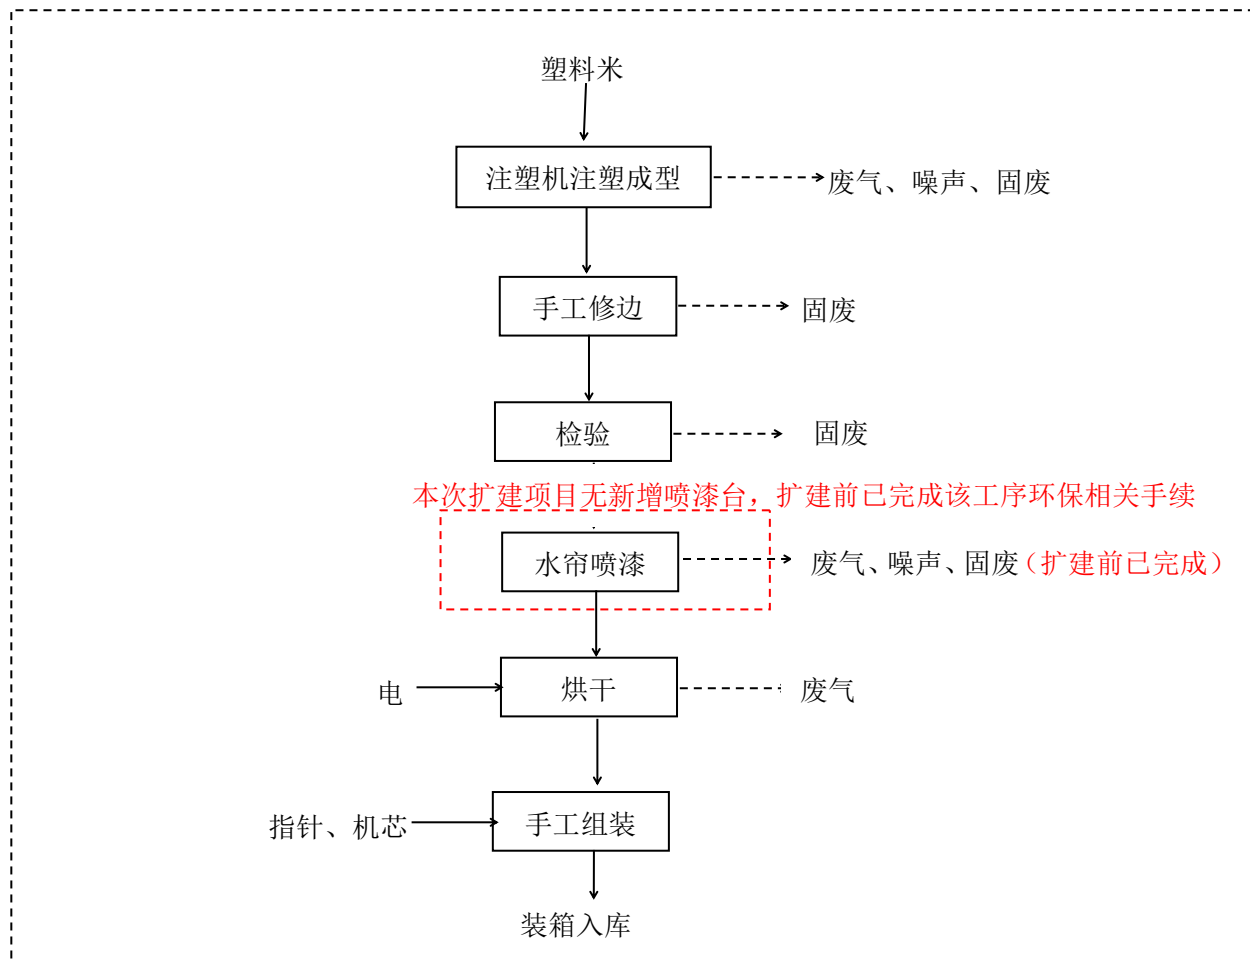 塑料米
注塑机注塑成型
废气、噪声、固废
手工修边
固废
检验
固废
本次扩建项目无新增喷漆台，扩建前已完成该工序环保相关手续
水帘喷漆
废气、噪声、固废（扩建前已完成）
电
烘干
废气
指针、机芯
手工组装
装箱入库